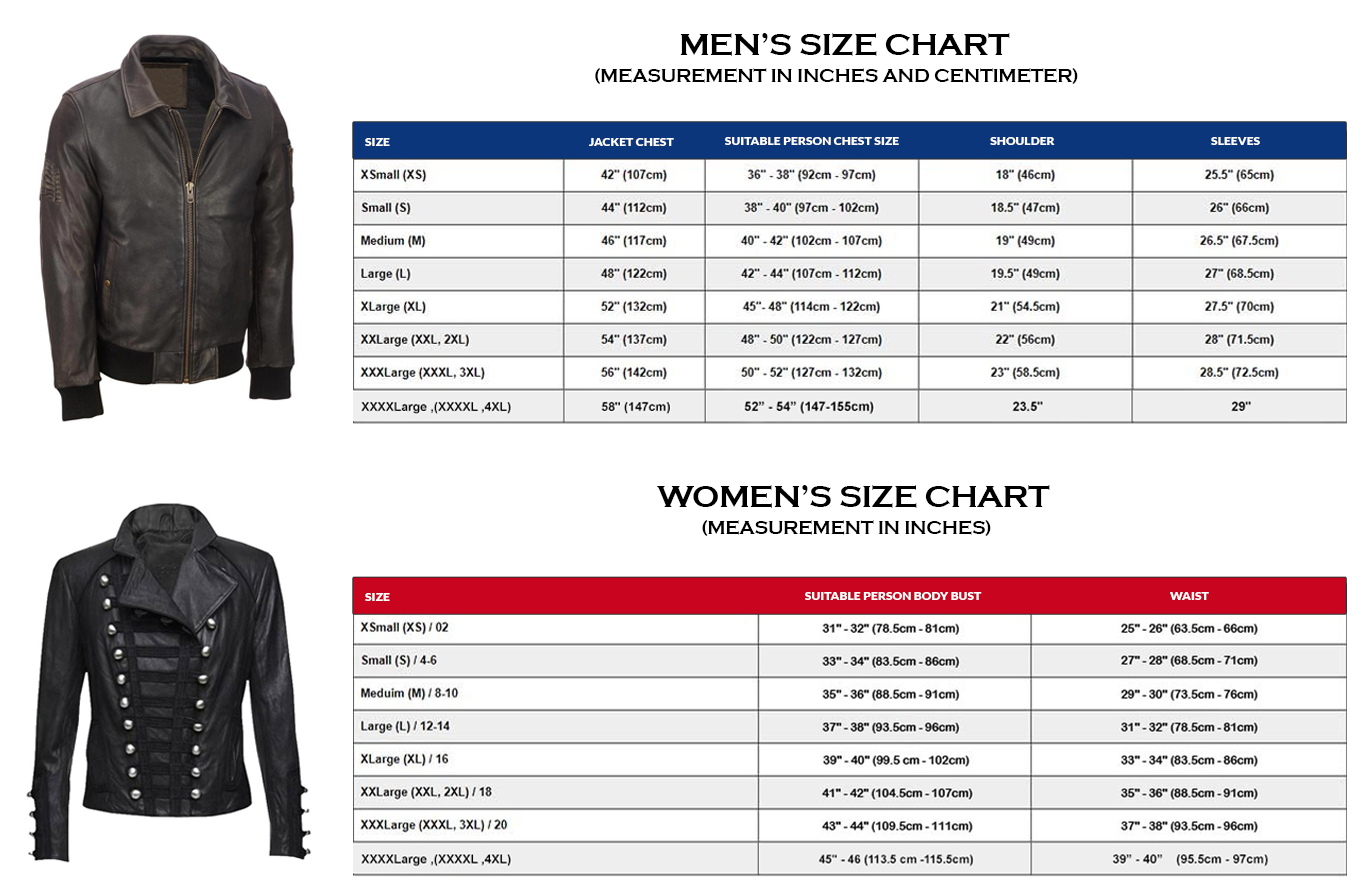 MEN’S SIZE CHART
(MEASUREMENT IN INCHES AND CENTIMETER)
SIZE JACKET CHEST SUITABLE PERSON CHEST SIZE SHOULDER SLEEVES
XSmall (XS) 42" (107cm) 36" - 38" (92cm - 97cm) 18" (46cm) 25.5" (65cm)
Small (S) 44" (112cm) 38" - 40" (97cm - 102cm) 18.5" (47cm) 26" (66cm)
Medium (M) 46" (117cm) 40" - 42" (102cm - 107cm) 19" (49cm) 26.5" (67.5cm)
Large (L) 48" (122cm) 42" - 44" (107cm - 112cm) 19.5" (49cm) 27" (68.5cm)
XLarge (XL) 52" (132cm) 45"- 48" (114cm - 122cm) 21" (54.5cm) 27.5" (70cm)
XXLarge (XXL, 2XL) 54" (137cm) 48" - 50" (122cm - 127cm) 22" (56cm) 28" (71.5cm)
XXXLarge (XXXL, 3XL) 56" (142cm) 50" - 52" (127cm - 132cm) 23" (58.5cm) 28.5" (72.5cm)
XXXXLarge ,(XXXXL ,4XL) 58" (147cm) 52” - 54” (147-155cm) 23.5" 29"
WOMEN’S SIZE CHART
(MEASUREMENT IN INCHES)
SIZE SUITABLE PERSON BODY BUST WAIST
XSmall (XS) / 02 31" - 32" (78.5cm - 81cm) 25" - 26" (63.5cm - 66cm)
Small (S) / 4-6 33" - 34" (83.5cm - 86cm) 27" - 28" (68.5cm - 71cm)
Meduim (M) / 8-10 35" - 36" (88.5cm - 91cm) 29" - 30" (73.5cm - 76cm)
Large (L) / 12-14 37" - 38" (93.5cm - 96cm) 31" - 32" (78.5cm - 81cm)
XLarge (XL) / 16 39" - 40" (99.5 cm - 102cm) 33" - 34" (83.5cm - 86cm)
XXLarge (XXL, 2XL) / 18 41" - 42" (104.5cm - 107cm) 35" - 36" (88.5cm - 91cm)
XXXLarge (XXXL, 3XL) / 20 43" - 44" (109.5cm - 111cm) 37" - 38" (93.5cm - 96cm)
XXXXLarge ,(XXXXL ,4XL) 45" - 46 (113.5 cm -115.5cm) 39” - 40” (95.5cm - 97cm)